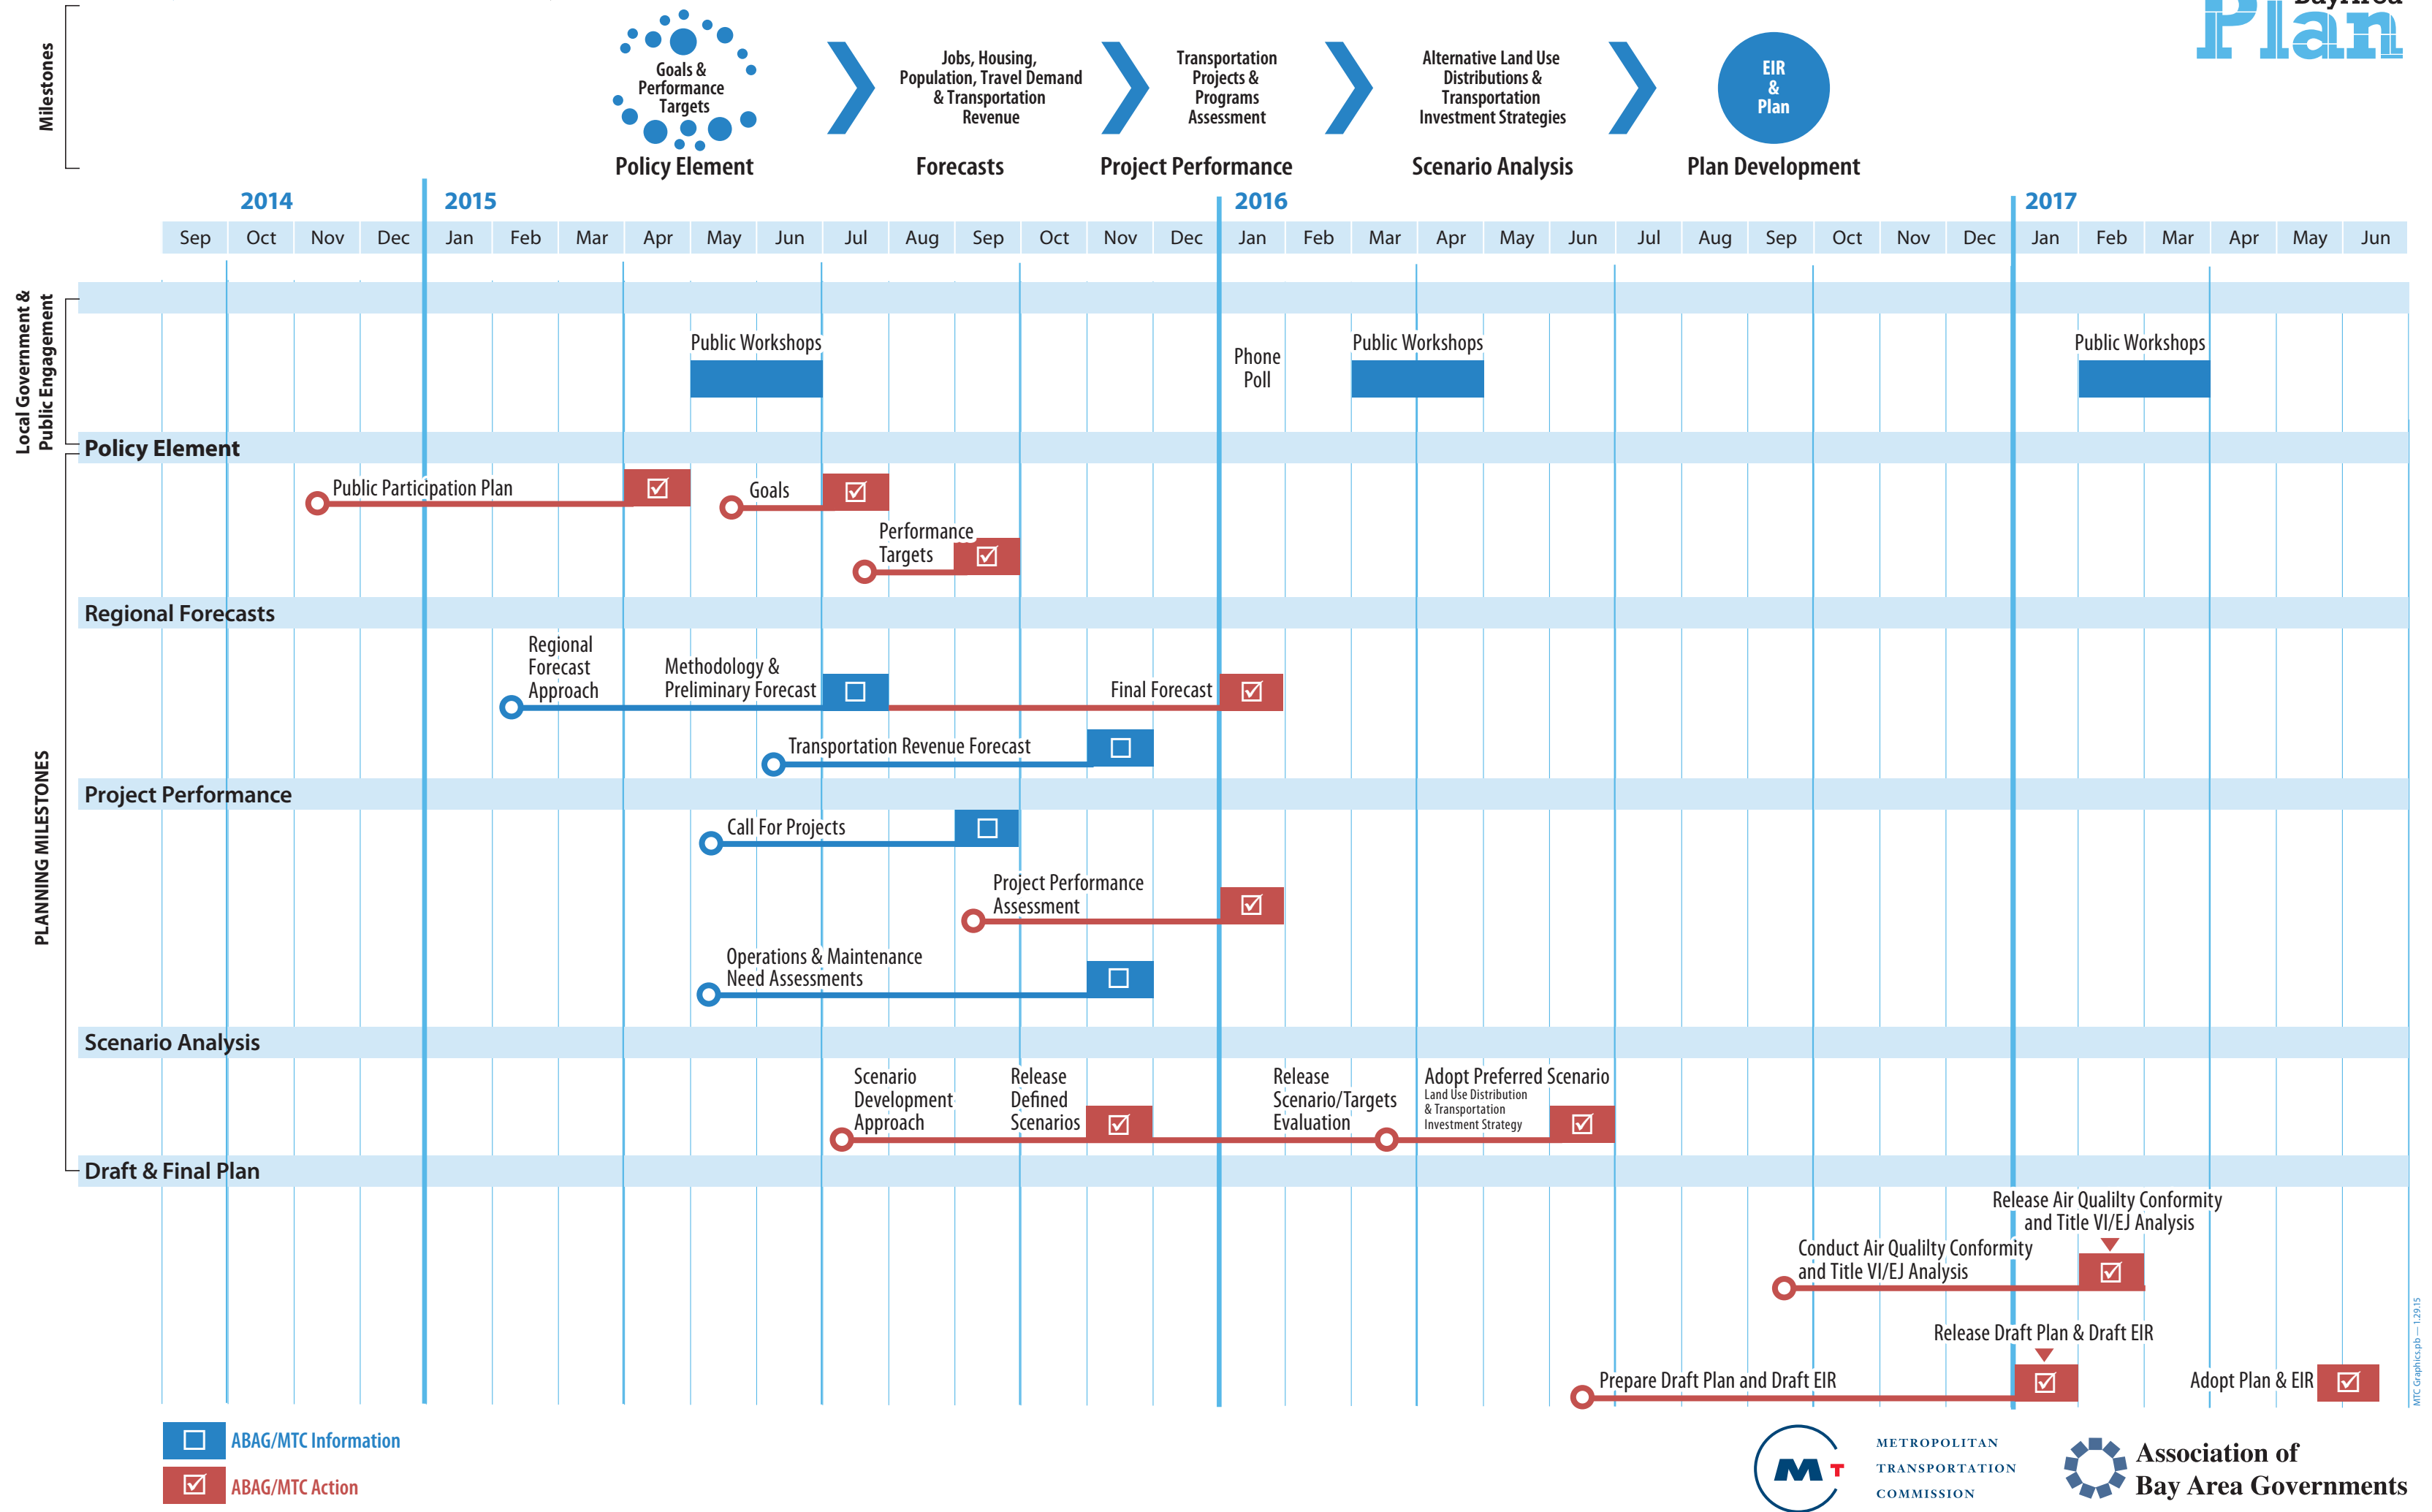 BayArea
Plan
Milestones
Goals &
Performance
Targets
Policy Element
Jobs, Housing,
Population, Travel Demand
& Transportation
Revenue
Forecasts
Transportation
Projects &
Programs
Assessment
Project Performance
Alternative Land Use
Distributions &
Transportation
Investment Strategies
Scenario Analysis
EIR
&
Plan
Plan Development
2014 2015 2016 2017
Sep Oct Nov Dec Jan Feb Mar Apr May Jun Jul Aug Sep Oct Nov Dec Jan Feb Mar Apr May Jun Jul Aug Sep Oct Nov Dec Jan Feb Mar Apr May Jun
Local Government &
Public Engagement
Public Workshops
Phone
Poll
Public Workshops
Public Workshops
PLANNING MILESTONES
Policy Element
Public Participation Plan
Goals
Performance
Targets
Regional Forecasts
Regional
Forecast
Approach
Methodology &
Preliminary Forecast
Final Forecast
Transportation Revenue Forecast
Project Performance
Call For Projects
Project Performance
Assessment
Operations & Maintenance
Need Assessments
Scenario Analysis
Scenario
Development
Approach
Release
Defined
Scenarios
Release
Scenario/Targets
Evaluation
Adopt Preferred Scenario
Land Use Distribution
& Transportation
Investment Strategy
Draft & Final Plan
Release Air Qualilty Conformity
and Title VI/EJ Analysis
Conduct Air Qualilty Conformity
and Title VI/EJ Analysis
Release Draft Plan & Draft EIR
Prepare Draft Plan and Draft EIR
Adopt Plan & EIR
MTC Graphics.pb — 1.29.15
ABAG/MTC Information
ABAG/MTC Action
MT
METROPOLITAN
TRANSPORTATION
COMMISSION
Association of
Bay Area Governments